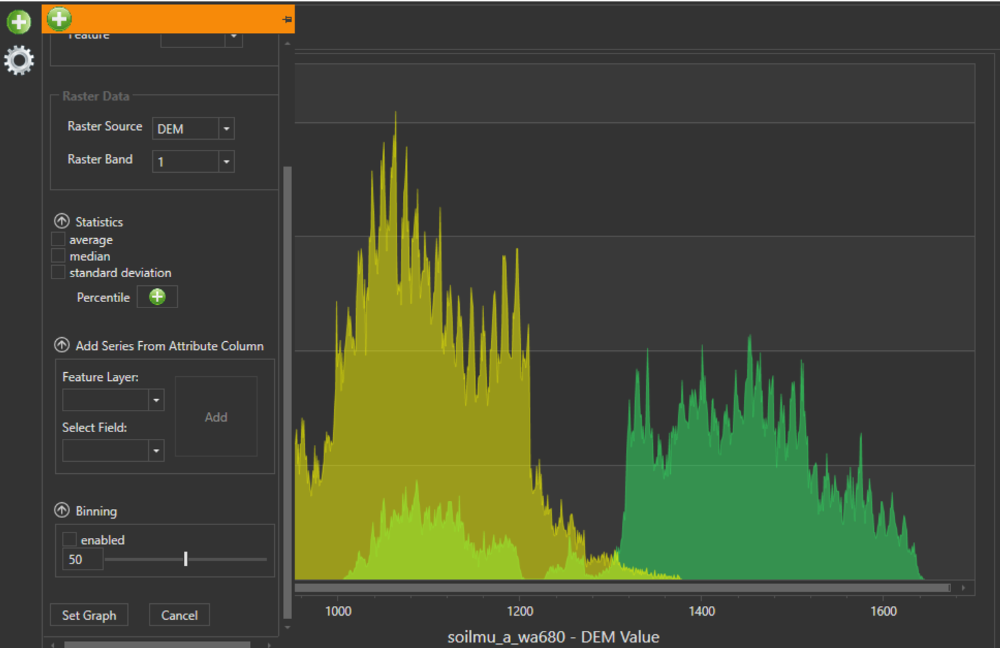 Feature
Raster Data
Raster Source DEM
Raster Band 1
Statistics
average
median
standard deviation
Percentile
Add Series From Attribute Column
Feature Layer:
Add
Select Field:
Binning
enabled
50
Set Graph Cancel
1000 1200 1400 1600
soilmu_a_wa680 - DEM Value